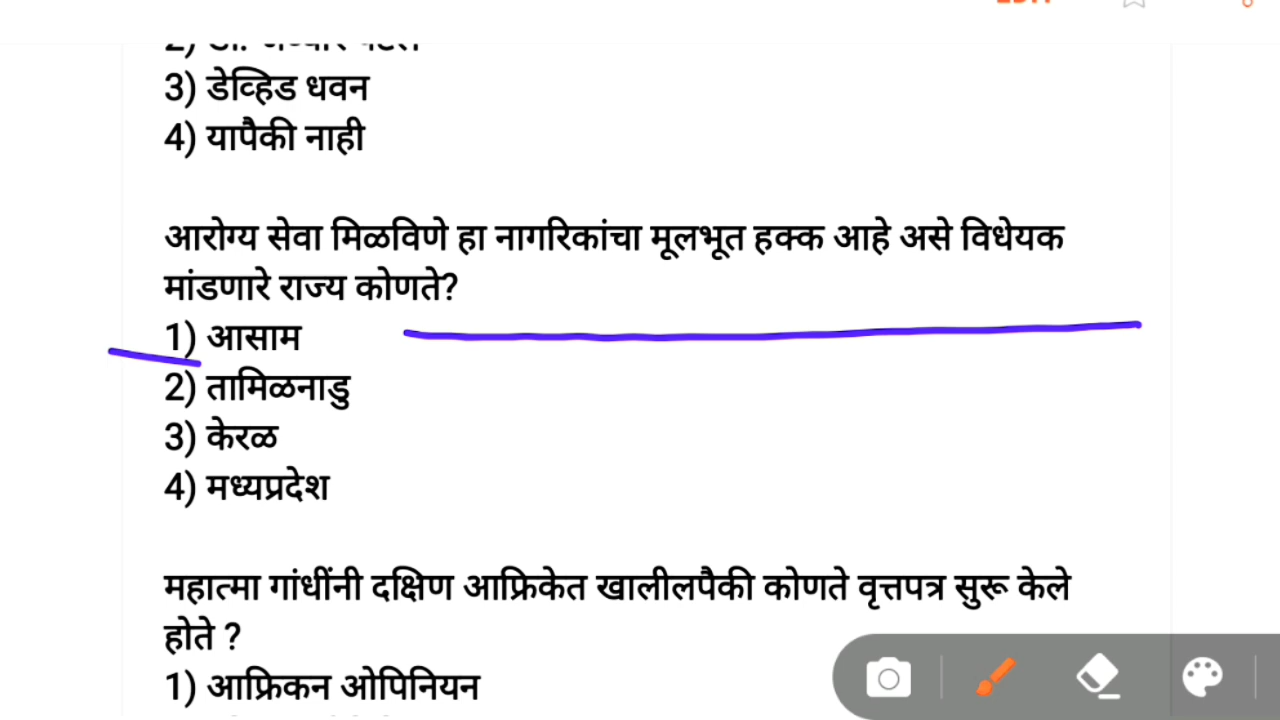 3) डेव्हिड धवन
4) यापैकी नाही
आरोग्य सेवा मिळविणे हा नागरिकांचा मूलभूत हक्क आहे असे विधेयक
मांडणारे राज्य कोणते?
1) आसाम
2) तामिळनाडु
3) केरळ
4) मध्यप्रदेश
महात्मा गांधींनी दक्षिण आफ्रिकेत खालीलपैकी कोणते वृत्तपत्र सुरू केले
होते ?
1) आफ्रिकन ओपिनियन